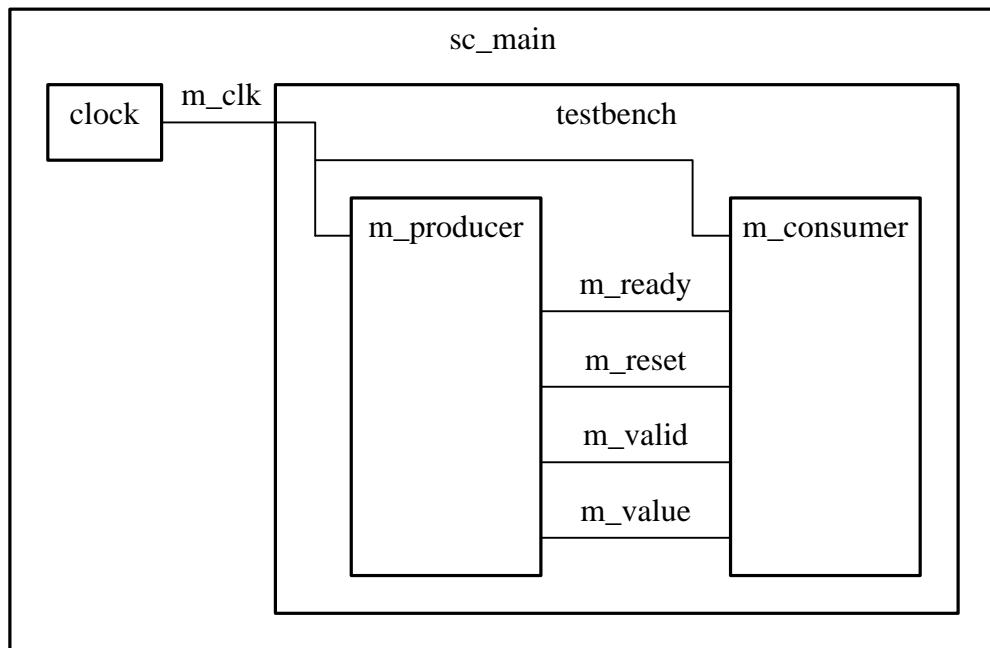 sc_main
clock
m_clk
testbench
m_producer
m_consumer
m_ready
m_reset
m_valid
m_value